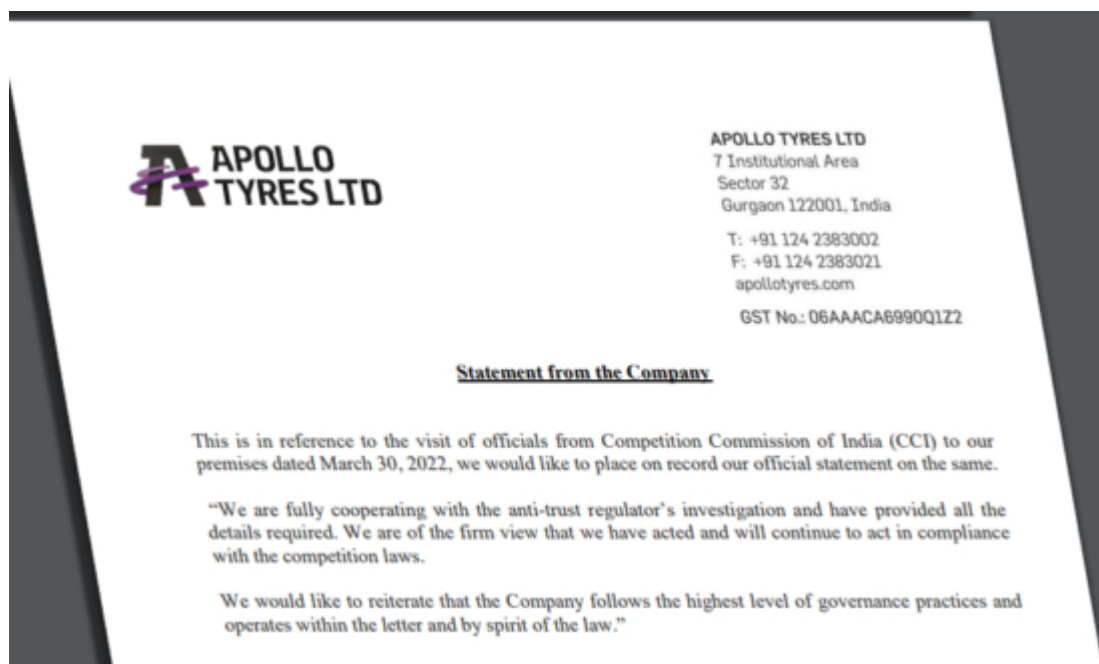 APOLLO
TYRES LTD
APOLLO TYRES LTD
7 Institutional Area
Sector 32
Gurgaon 122001, India
T: +91 124 2383002
F: +91 124 2383021
apollotyres.com
GST No.: 06AAACA6990Q1Z2
Statement from the Company
This is in reference to the visit of officials from Competition Commission of India (CCI) to our
premises dated March 30, 2022, we would like to place on record our official statement on the same.
“We are fully cooperating with the anti-trust regulator’s investigation and have provided all the
details required. We are of the firm view that we have acted and will continue to act in compliance
with the competition laws.
We would like to reiterate that the Company follows the highest level of governance practices and
operates within the letter and by spirit of the law.”